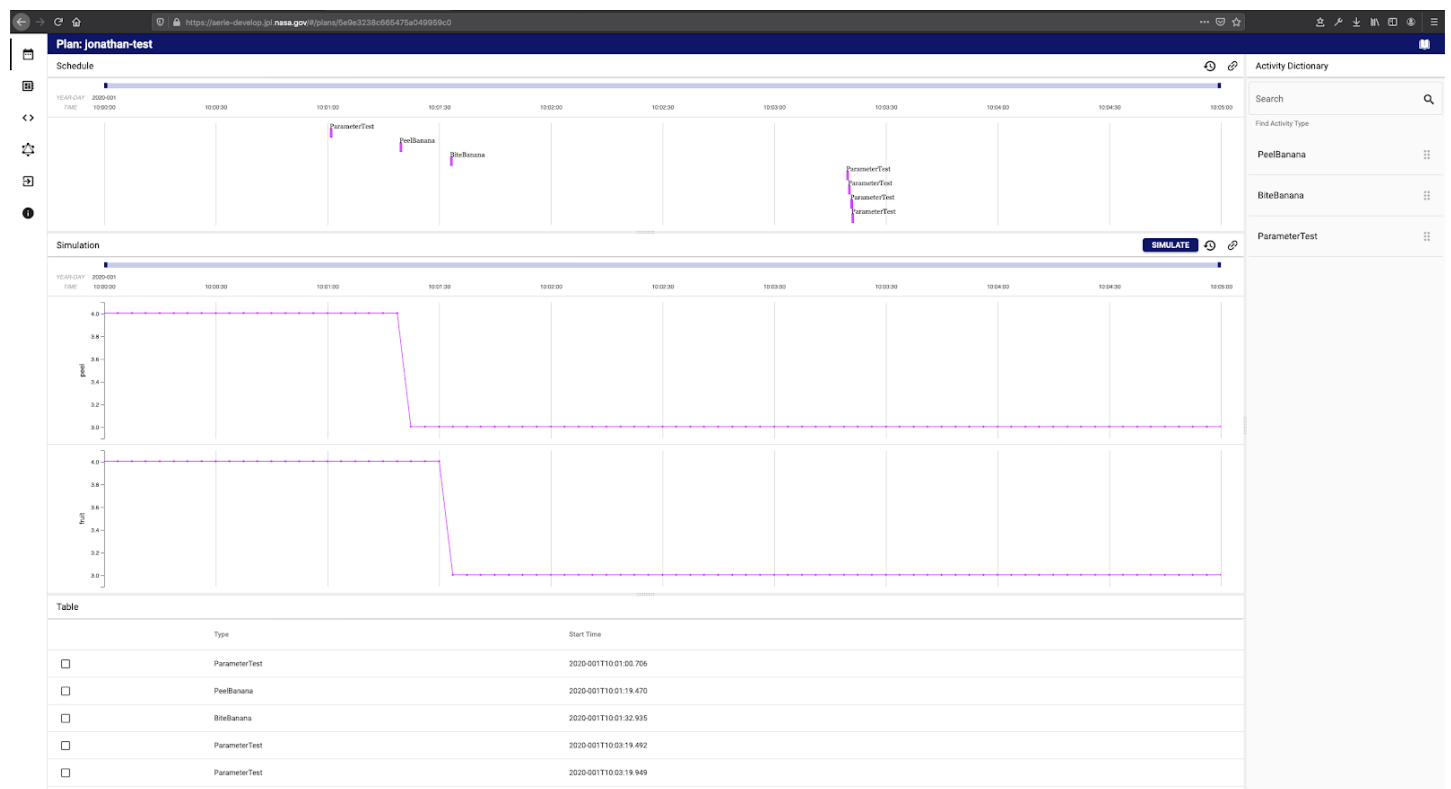 https://aerie-develop.jpl.nasa.gov/#/plans/5e9e3238c665475a049959c0
Plan: jonathan-test
Schedule
YEAR-DAY 2020-001
TIME 10:00:00 10:00:30 10:01:00 10:01:30 10:02:00 10:02:30 10:03:00 10:03:30 10:04:00 10:04:30 10:05:00
ParameterTest
PeelBanana
BiteBanana
ParameterTest
ParameterTest
ParameterTest
ParameterTest
Simulation SIMULATE
YEAR-DAY 2020-001
TIME 10:00:00 10:00:30 10:01:00 10:01:30 10:02:00 10:02:30 10:03:00 10:03:30 10:04:00 10:04:30 10:05:00
peel
4.0
3.8
3.6
3.4
3.2
3.0
fruit
4.0
3.8
3.6
3.4
3.2
3.0
Table
Type Start Time
ParameterTest 2020-001T10:01:00.706
PeelBanana 2020-001T10:01:19.470
BiteBanana 2020-001T10:01:32.935
ParameterTest 2020-001T10:03:19.492
ParameterTest 2020-001T10:03:19.949
Activity Dictionary
Search
Find Activity Type
PeelBanana
BiteBanana
ParameterTest